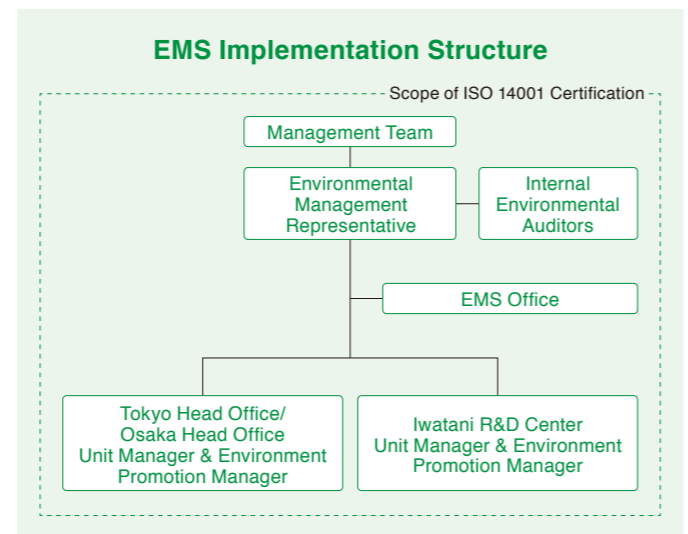 EMS Implementation Structure
Scope of ISO 14001 Certification
Management Team
Environmental
Management
Representative
Internal
Environmental
Auditors
EMS Office
Tokyo Head Office/
Osaka Head Office
Unit Manager & Environment
Promotion Manager
Iwatani R&D Center
Unit Manager & Environment
Promotion Manager